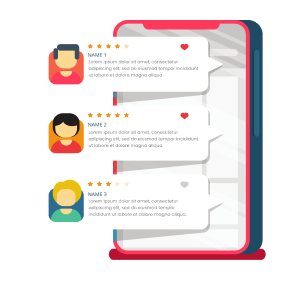 NAME 1
Lorem ipsum dolor sit amet, consectetur
adipiscing elit, sed do eiusmod tempor incididunt
ut labore et dolore magna aliqua.
NAME 2
Lorem ipsum dolor sit amet, consectetur
adipiscing elit, sed do eiusmod tempor incididunt
ut labore et dolore magna aliqua.
NAME 3
Lorem ipsum dolor sit amet, consectetur
adipiscing elit, sed do eiusmod tempor
incididunt ut labore et dolore magna aliqua.